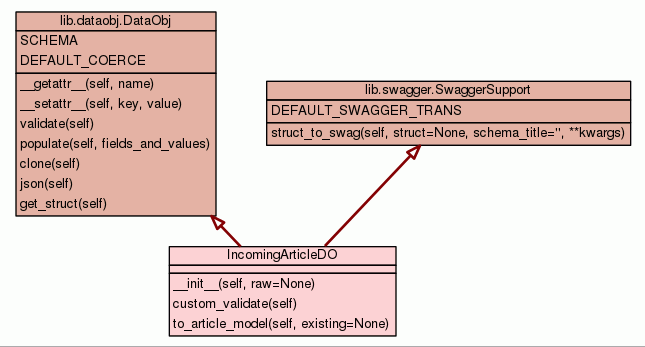 lib.dataobj.DataObj
SCHEMA
DEFAULT_COERCE
__getattr__(self, name)
__setattr__(self, key, value)
validate(self)
populate(self, fields_and_values)
clone(self)
json(self)
get_struct(self)
lib.swagger.SwaggerSupport
DEFAULT_SWAGGER_TRANS
struct_to_swag(self, struct=None, schema_title='', **kwargs)
IncomingArticleDO
__init__(self, raw=None)
custom_validate(self)
to_article_model(self, existing=None)